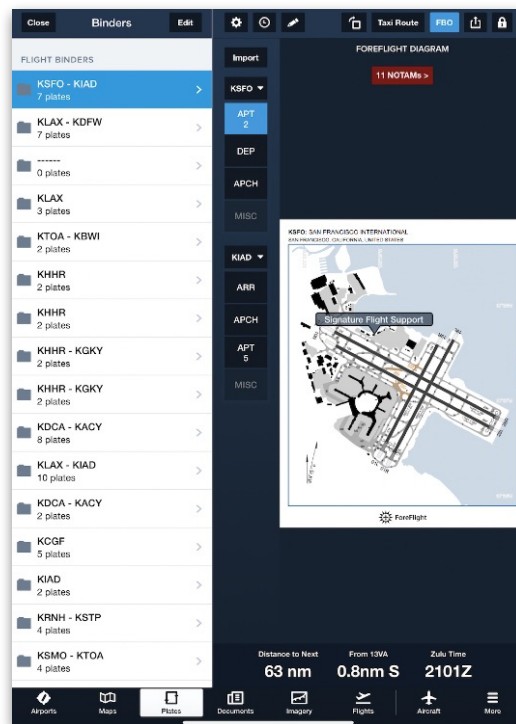 Close
Binders
Edit
FLIGHT BINDERS
KSFO - KIAD
7 plates
KLAX - KDFW
7 plates
------
0 plates
KLAX
3 plates
KTOA - KBWI
2 plates
KHHR
2 plates
KHHR
2 plates
KHHR - KGKY
2 plates
KHHR - KGKY
2 plates
KDCA - KACY
8 plates
KLAX - KIAD
10 plates
KDCA - KACY
2 plates
KCGF
5 plates
KIAD
2 plates
KRNH - KSTP
4 plates
KSMO - KTOA
4 plates
Taxi Route
FBO
Import
KSFO
APT
2
DEP
APCH
MISC
KIAD
ARR
APCH
APT
5
MISC
FOREFLIGHT DIAGRAM
11 NOTAMs >
KSFO: SAN FRANCISCO INTERNATIONAL
SAN FRANCISCO, CALIFORNIA, UNITED STATES
Signature Flight Support
ForeFlight
Distance to Next
63 nm
From 13VA
0.8nm S
Zulu Time
2101Z
Airports
Maps
Plates
Documents
Imagery
Flights
Aircraft
More